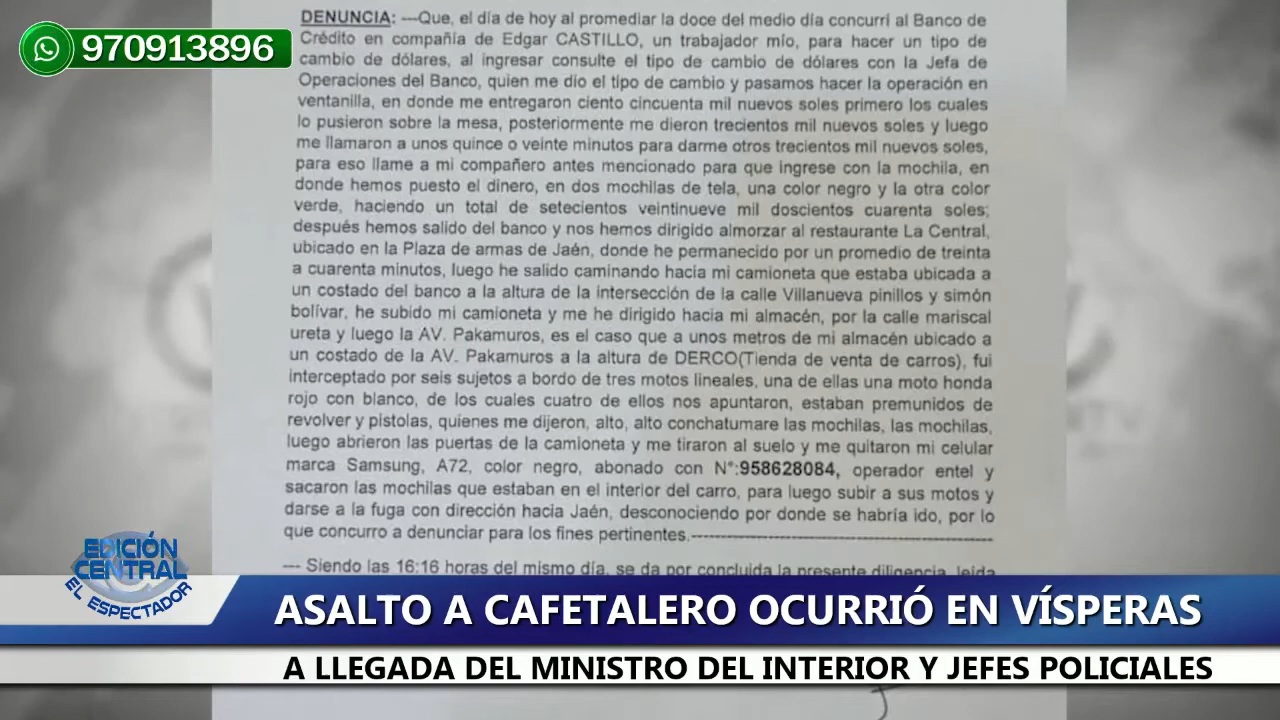 970913896
DENUNCIA: ---Que, el día de hoy al promediar la doce del medio día concurrí al Banco de
Crédito en compañía de Edgar CASTILLO, un trabajador mío, para hacer un tipo de
cambio de dólares, al ingresar consulte el tipo de cambio de dólares con la Jefa de
Operaciones del Banco, quien me dio el tipo de cambio y pasamos hacer la operación en
ventanilla, en donde me entregaron ciento cincuenta mil nuevos soles primero los cuales
lo pusieron sobre la mesa, posteriormente me dieron trecientos mil nuevos soles y luego
me llamaron a unos quince o veinte minutos para darme otros trecientos mil nuevos soles,
para eso llame a mi compañero antes mencionado para que ingrese con la mochila, en
donde hemos puesto el dinero, en dos mochilas de tela, una color negro y la otra color
verde, haciendo un total de setecientos veintinueve mil doscientos cuarenta soles;
después hemos salido del banco y nos hemos dirigido almorzar al restaurante La Central,
ubicado en la Plaza de armas de Jaén, donde he permanecido por un promedio de treinta
a cuarenta minutos, luego he salido caminando hacia mi camioneta que estaba ubicada a
un costado del banco a la altura de la intersección de la calle Villanueva pinillos y simón
bolívar, he subido mi camioneta y me he dirigido hacia mi almacén, por la calle mariscal
ureta y luego la AV. Pakamuros, es el caso que a unos metros de mi almacén ubicado a
un costado de la AV. Pakamuros a la altura de DERCO(Tienda de venta de carros), fui
interceptado por seis sujetos a bordo de tres motos lineales, una de ellas una moto honda
rojo con blanco, de los cuales cuatro de ellos nos apuntaron, estaban premunidos de
revolver y pistolas, quienes me dijeron, alto, alto conchatumare las mochilas, las mochilas,
luego abrieron las puertas de la camioneta y me tiraron al suelo y me quitaron mi celular
marca Samsung, A72, color negro, abonado con N°:958628084, operador entel y
sacaron las mochilas que estaban en el interior del carro, para luego subir a sus motos y
darse a la fuga con dirección hacia Jaén, desconociendo por donde se habría ido, por lo
que concurro a denunciar para los fines pertinentes.----------------------------------------
--- Siendo las 16:16 horas del mismo día, se da por concluida la presente diligencia, leída
EDICIÓN
CENTRAL
EL ESPECTADOR
ASALTO A CAFETALERO OCURRIÓ EN VÍSPERAS
A LLEGADA DEL MINISTRO DEL INTERIOR Y JEFES POLICIALES